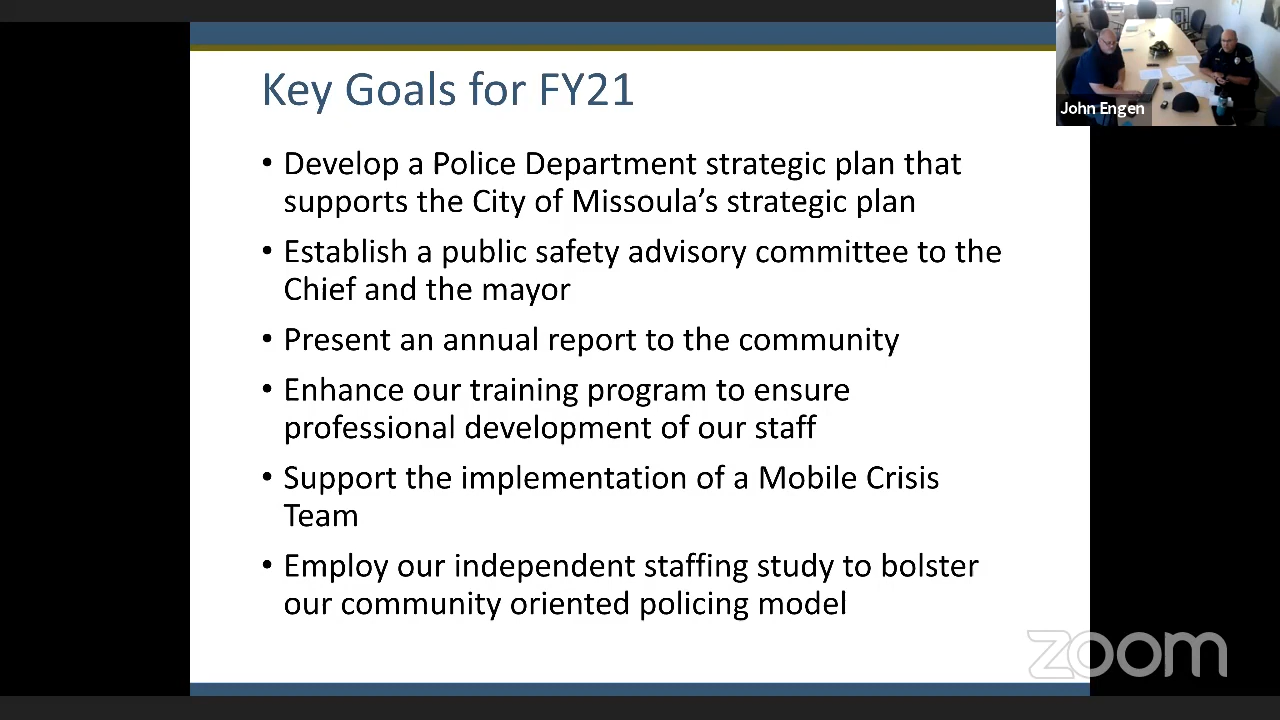 Key Goals for FY21
John Engen
• Develop a Police Department strategic plan that
supports the City of Missoula’s strategic plan
• Establish a public safety advisory committee to the
Chief and the mayor
• Present an annual report to the community
• Enhance our training program to ensure
professional development of our staff
• Support the implementation of a Mobile Crisis
Team
• Employ our independent staffing study to bolster
our community oriented policing model
zoom